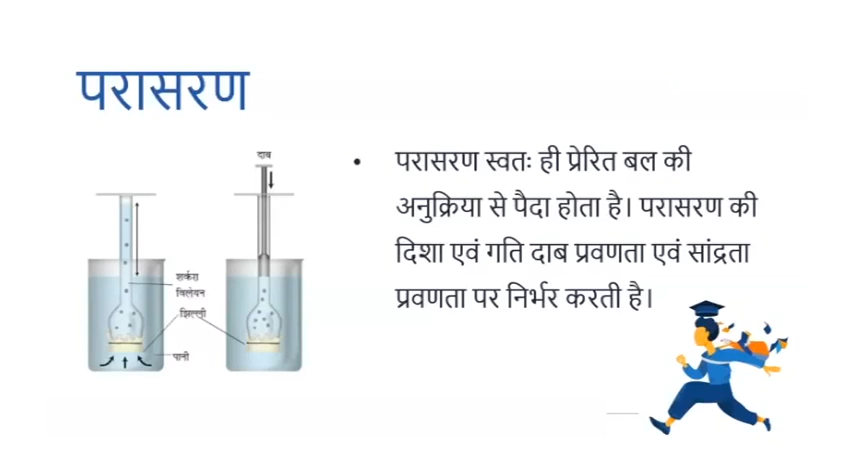 परासरण
दाब
शर्करा
विलेयन
झिल्ली
पानी
• परासरण स्वतः ही प्रेरित बल की
अनुक्रिया से पैदा होता है। परासरण की
दिशा एवं गति दाब प्रवणता एवं सांद्रता
प्रवणता पर निर्भर करती है।